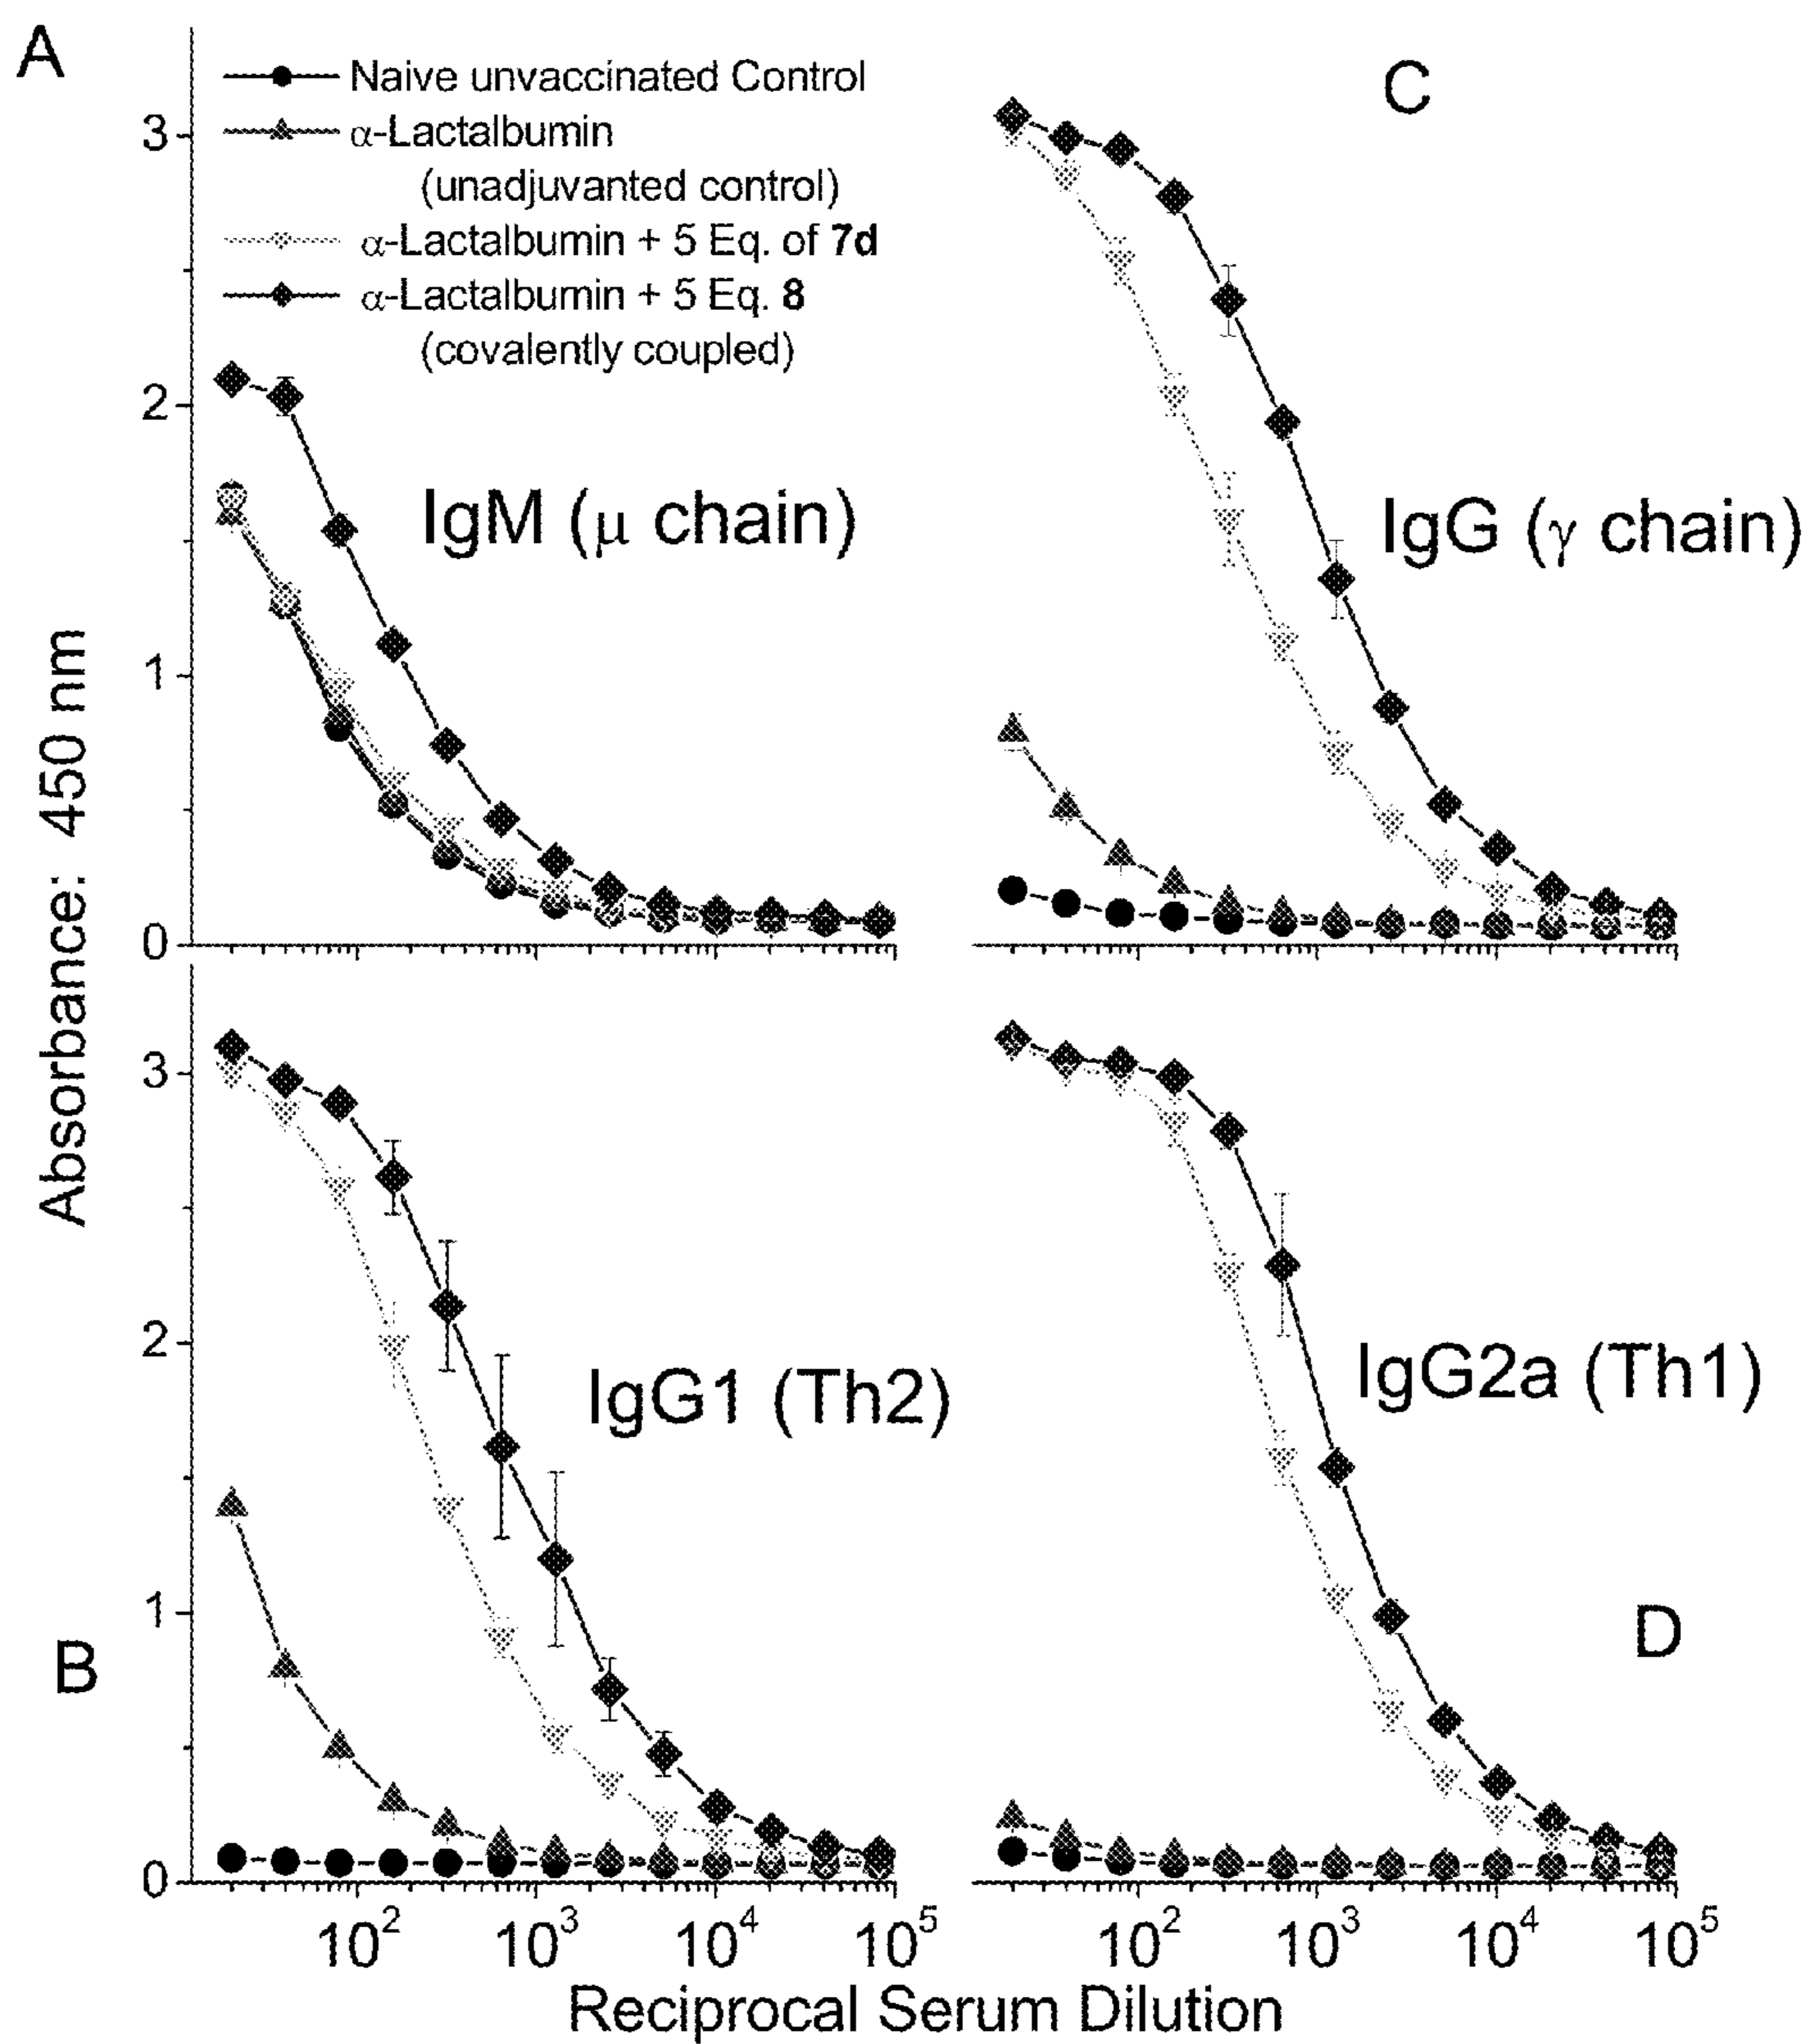 A
Naive unvaccinated Control
α-Lactalbumin
(unadjuvanted control)
α-Lactalbumin + 5 Eq. of 7d
α-Lactalbumin + 5 Eq. 8
(covalently coupled)
C
3
2
1
0
IgM (μ chain)
IgG (γ chain)
Absorbance: 450 nm
3
2
1
0
IgG1 (Th2)
IgG2a (Th1)
B
D
10² 10³ 10⁴ 10⁵ 10² 10³ 10⁴ 10⁵
Reciprocal Serum Dilution